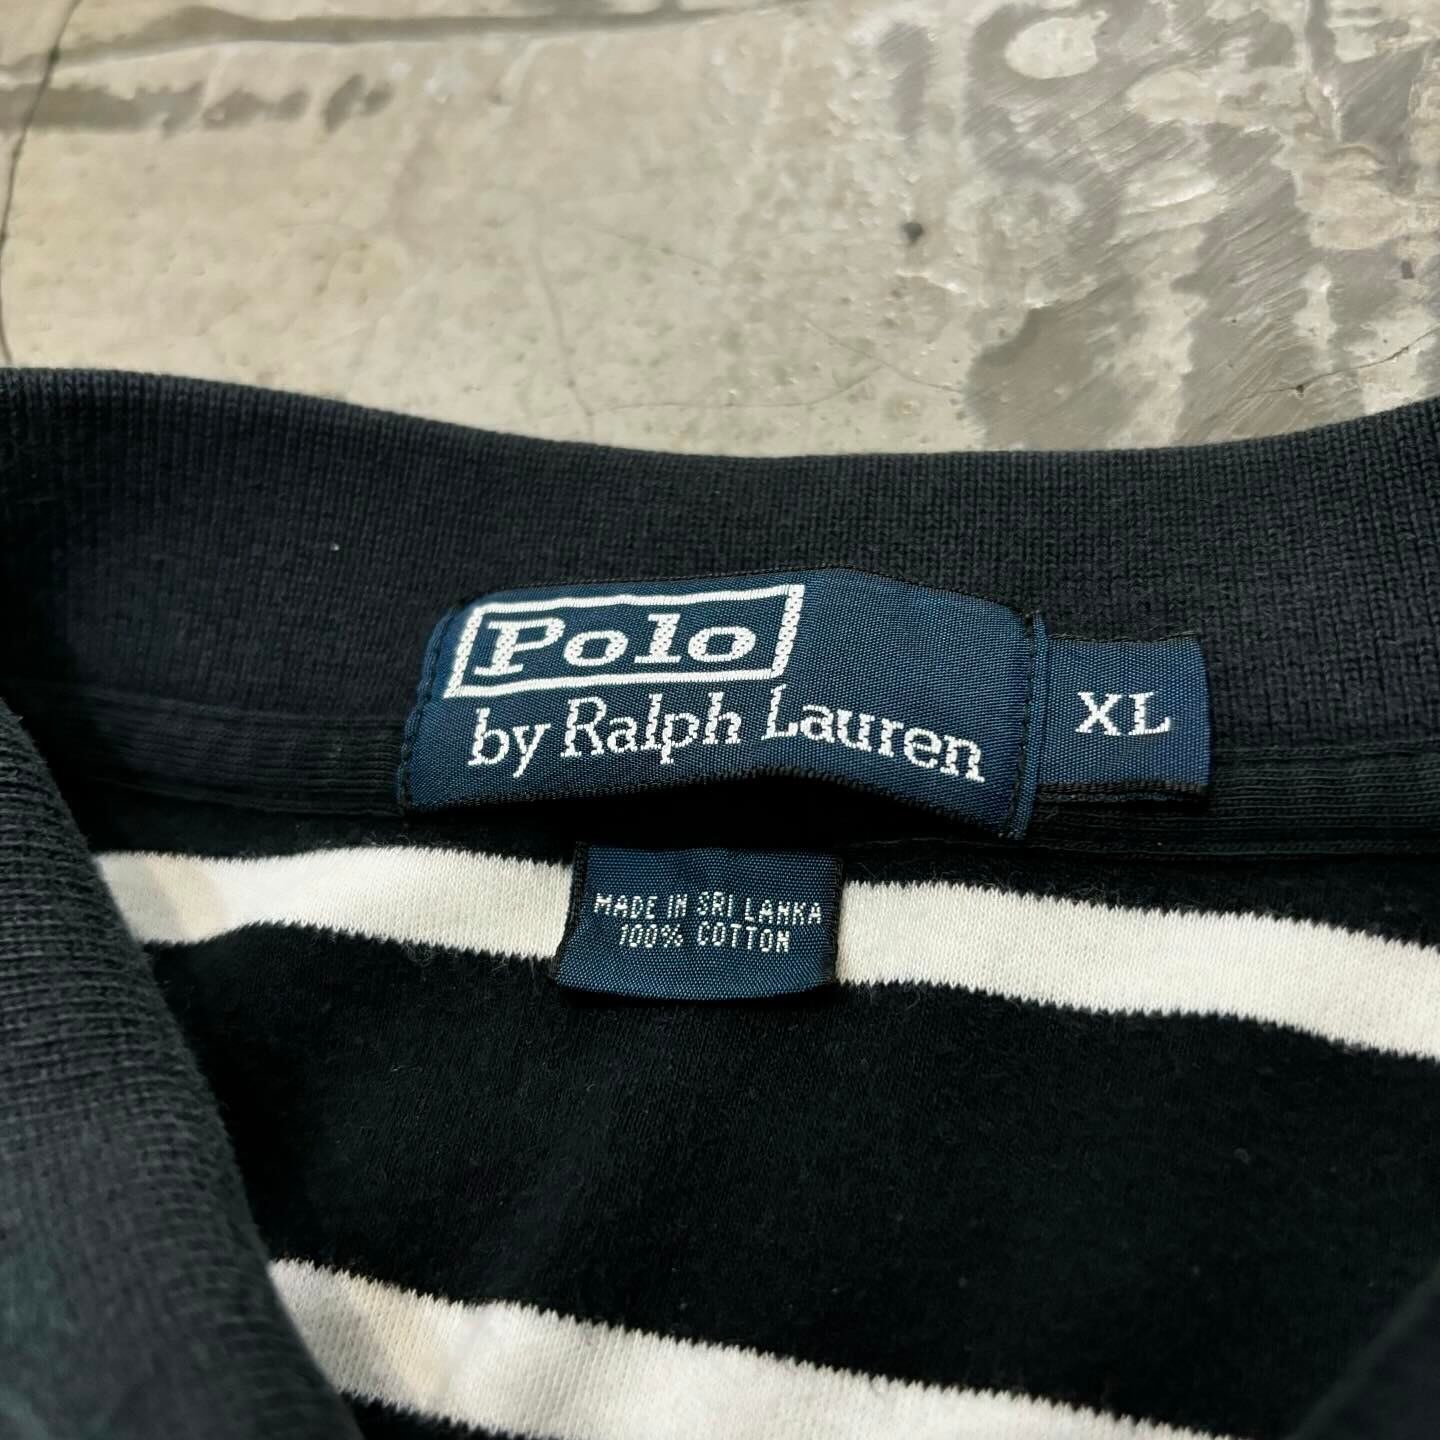 Polo
by Ralph Lauren
XL
MADE IN SRI LANKA
100% COTTON